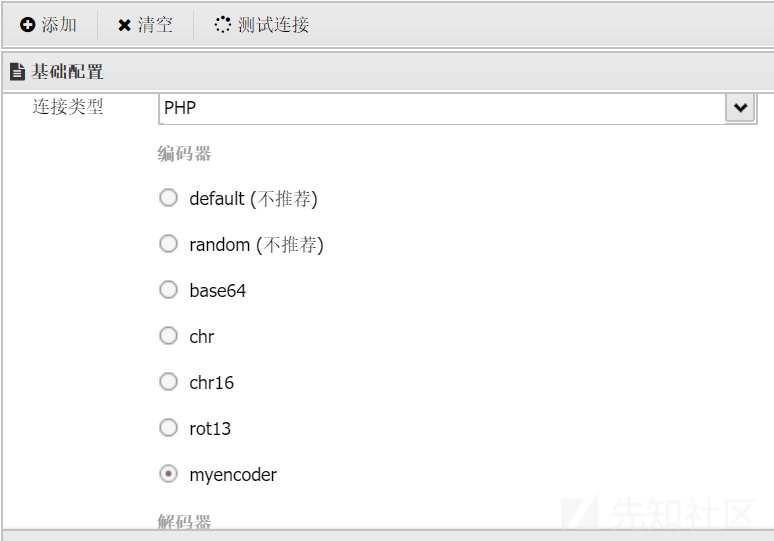 添加 清空 测试连接
基础配置
连接类型 PHP
编码器
default (不推荐)
random (不推荐)
base64
chr
chr16
rot13
myencoder
解码器
先知社区